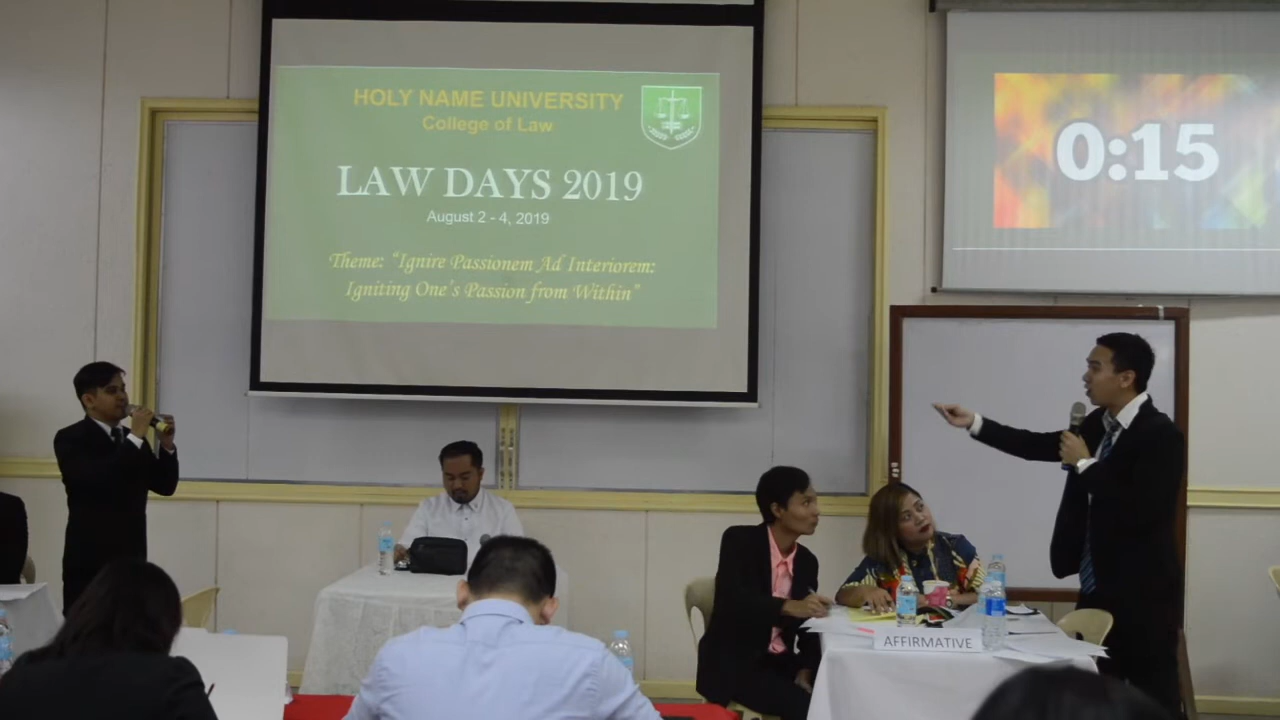 HOLY NAME UNIVERSITY
College of Law
LAW DAYS 2019
August 2 - 4, 2019
Theme: “Ignire Passionem Ad Interiorem:
Igniting One’s Passion from Within”
0:15
AFFIRMATIVE